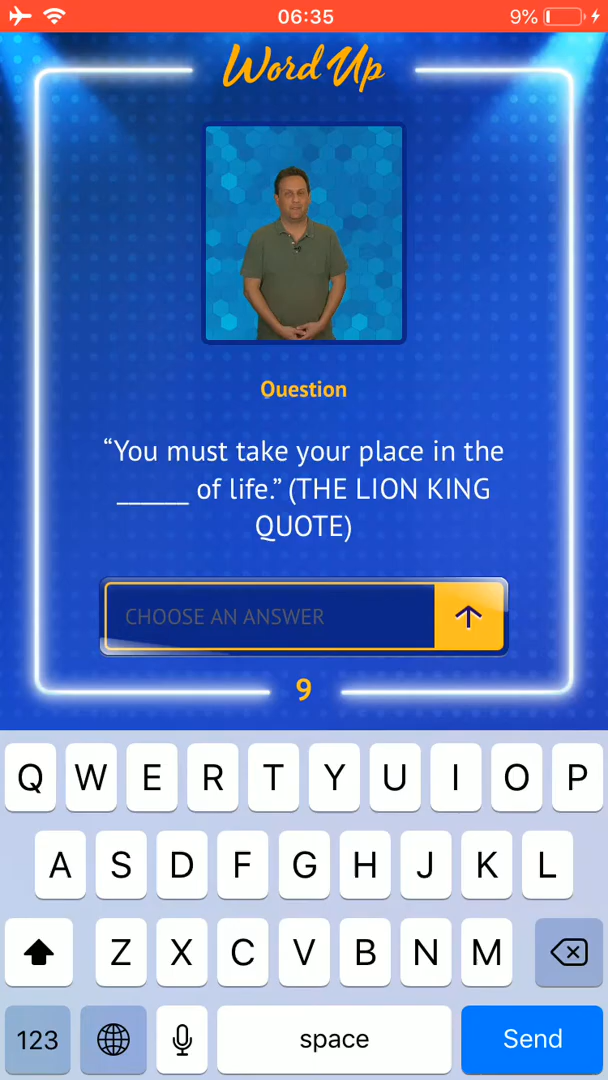 06:35
9%
Word Up
Question
“You must take your place in the
______ of life.” (THE LION KING
QUOTE)
CHOOSE AN ANSWER
9
Q W E R T Y U I O P
A S D F G H J K L
Z X C V B N M
123 space Send